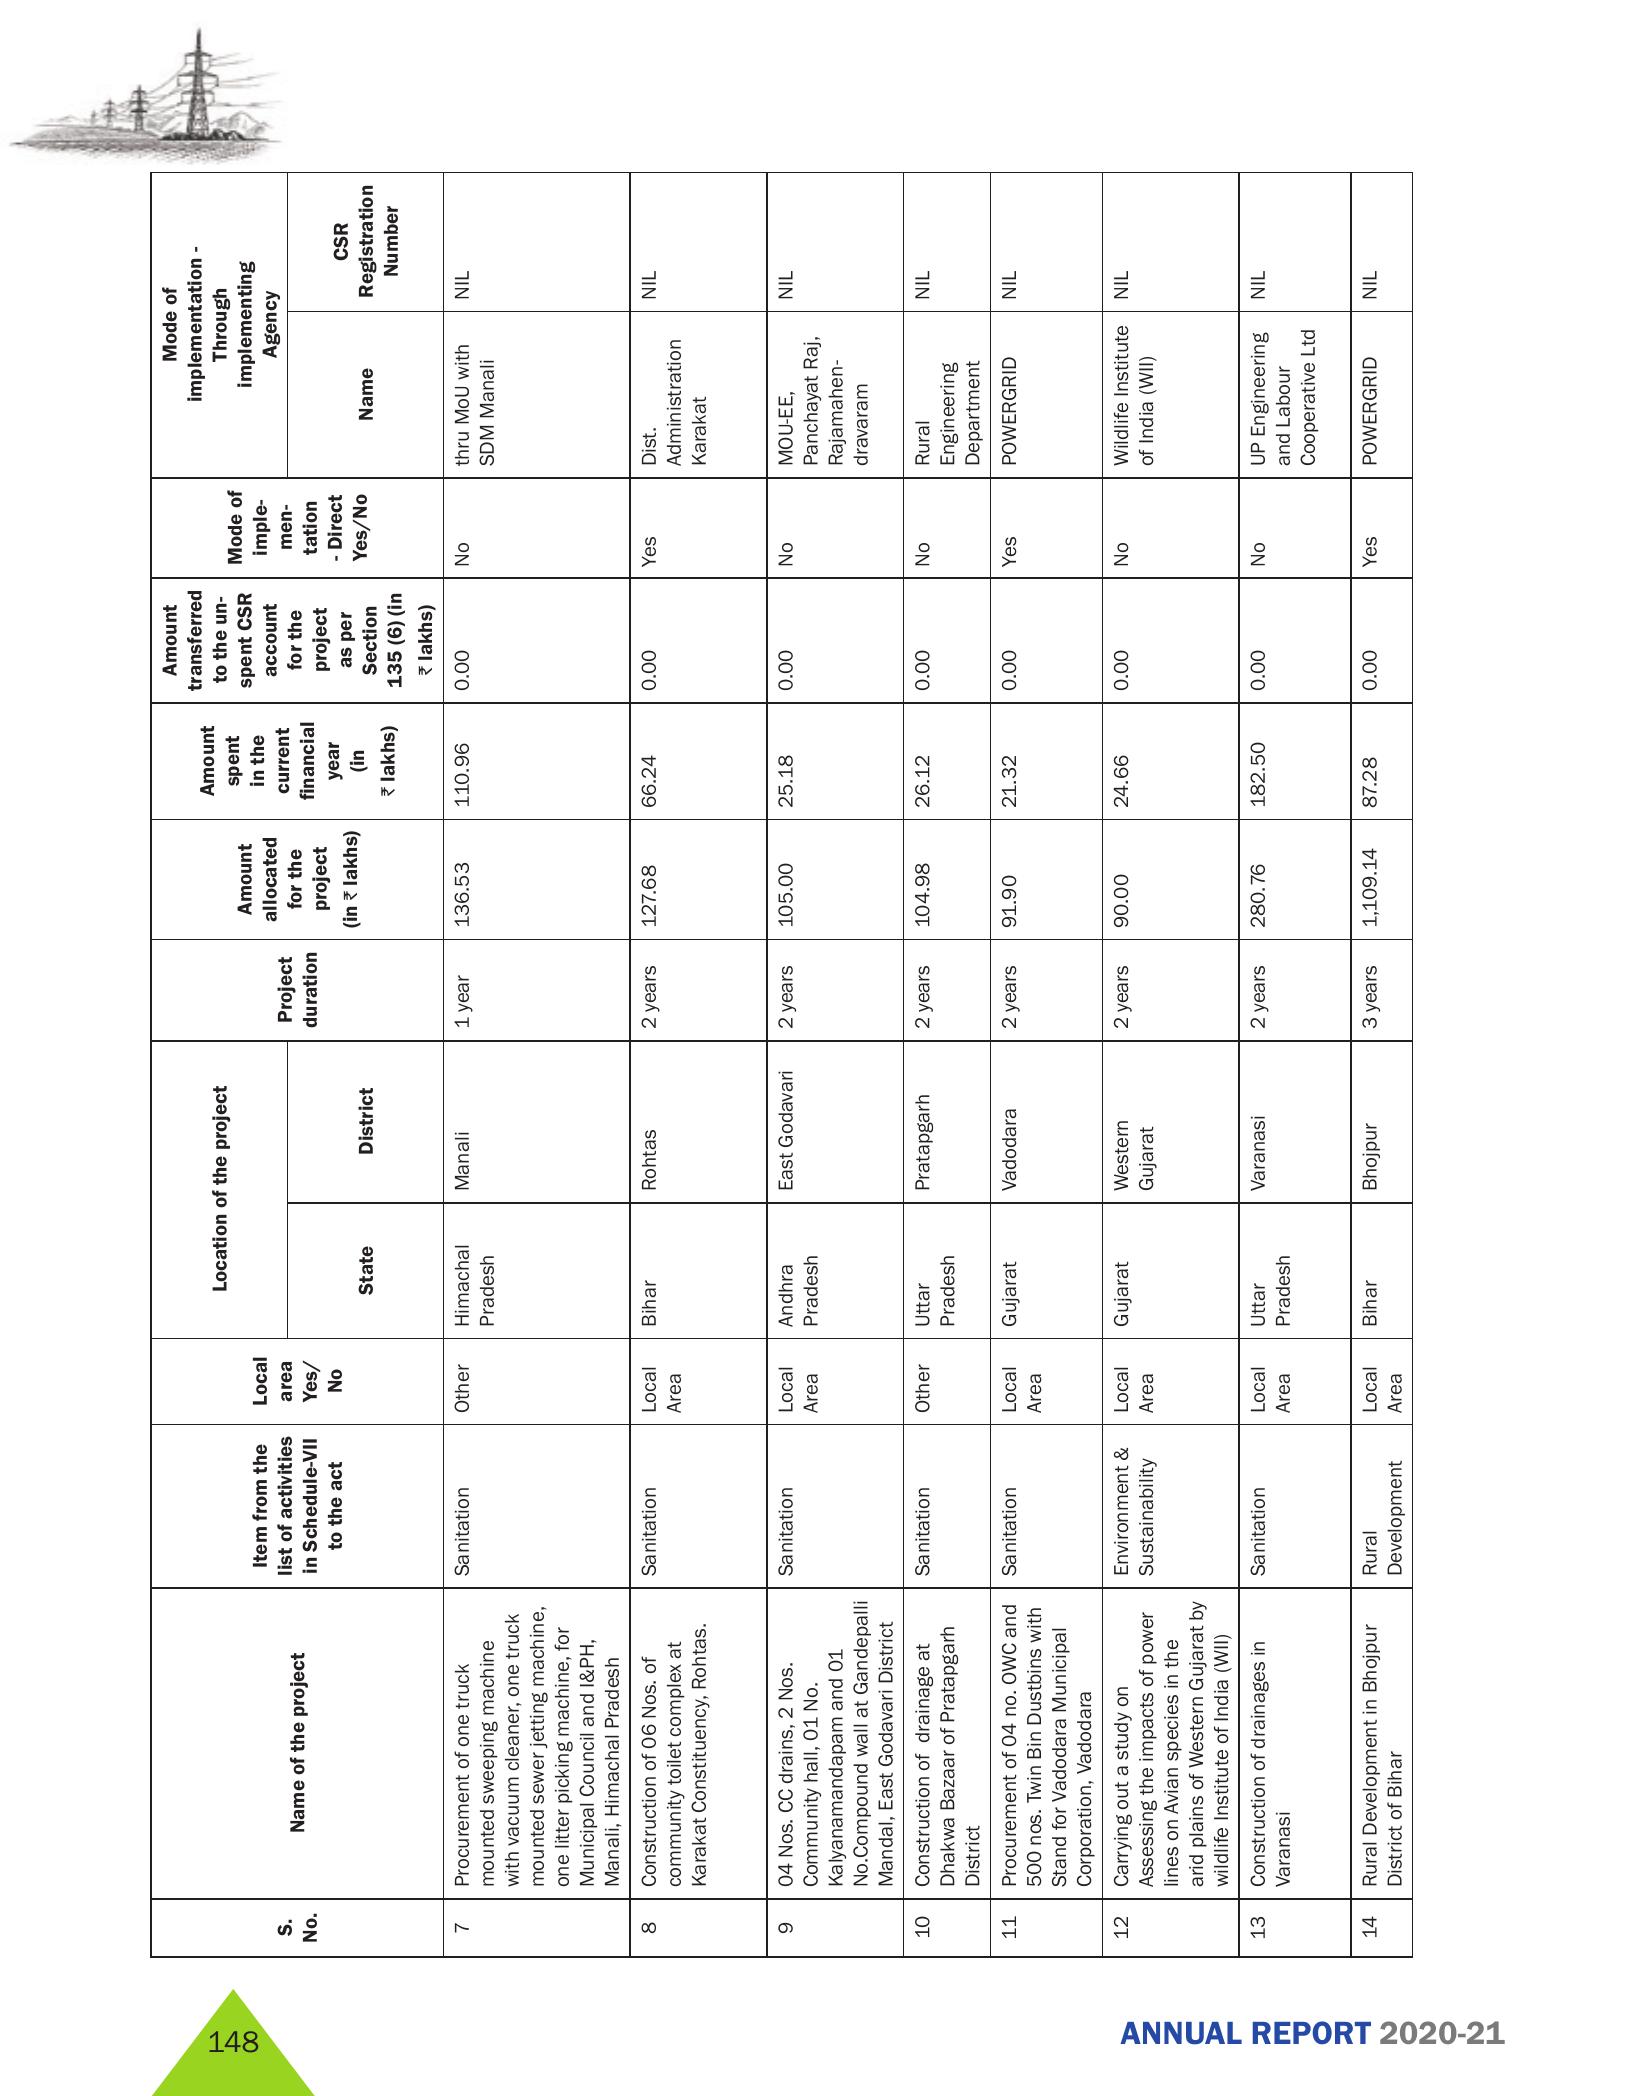 S.
No.
Name of the project
Item from the
list of activities
in Schedule-VII
to the act
Local
area
Yes/
No
Location of the project
State
District
Project
duration
Amount
allocated
for the
project
(in ₹ lakhs)
Amount
spent
in the
current
financial
year
(in
₹ lakhs)
Amount
transferred
to the un-
spent CSR
account
for the
project
as per
Section
135 (6) (in
₹ lakhs)
Mode of
imple-
men-
tation
- Direct
Yes/No
Mode of
implementation -
Through
implementing
Agency
Name
CSR
Registration
Number
7
Procurement of one truck
mounted sweeping machine
with vacuum cleaner, one truck
mounted sewer jetting machine,
one litter picking machine, for
Municipal Council and I&PH,
Manali, Himachal Pradesh
Sanitation
Other
Himachal
Pradesh
Manali
1 year
136.53
110.96
0.00
No
thru MoU with
SDM Manali
NIL
8
Construction of 06 Nos. of
community toilet complex at
Karakat Constituency, Rohtas.
Sanitation
Local
Area
Bihar
Rohtas
2 years
127.68
66.24
0.00
Yes
Dist.
Administration
Karakat
NIL
9
04 Nos. CC drains, 2 Nos.
Community hall, 01 No.
Kalyanamandapam and 01
No.Compound wall at Gandepalli
Mandal, East Godavari District
Sanitation
Local
Area
Andhra
Pradesh
East Godavari
2 years
105.00
25.18
0.00
No
MOU-EE,
Panchayat Raj,
Rajamahen-
dravaram
NIL
10
Construction of drainage at
Dhakwa Bazaar of Pratapgarh
District
Sanitation
Other
Uttar
Pradesh
Pratapgarh
2 years
104.98
26.12
0.00
No
Rural
Engineering
Department
NIL
11
Procurement of 04 no. OWC and
500 nos. Twin Bin Dustbins with
Stand for Vadodara Municipal
Corporation, Vadodara
Sanitation
Local
Area
Gujarat
Vadodara
2 years
91.90
21.32
0.00
Yes
POWERGRID
NIL
12
Carrying out a study on
Assessing the impacts of power
lines on Avian species in the
arid plains of Western Gujarat by
wildlife Institute of India (WII)
Environment &
Sustainability
Local
Area
Gujarat
Western
Gujarat
2 years
90.00
24.66
0.00
No
Wildlife Institute
of India (WII)
NIL
13
Construction of drainages in
Varanasi
Sanitation
Local
Area
Uttar
Pradesh
Varanasi
2 years
280.76
182.50
0.00
No
UP Engineering
and Labour
Cooperative Ltd
NIL
14
Rural Development in Bhojpur
District of Bihar
Rural
Development
Local
Area
Bihar
Bhojpur
3 years
1,109.14
87.28
0.00
Yes
POWERGRID
NIL
148
ANNUAL REPORT 2020-21